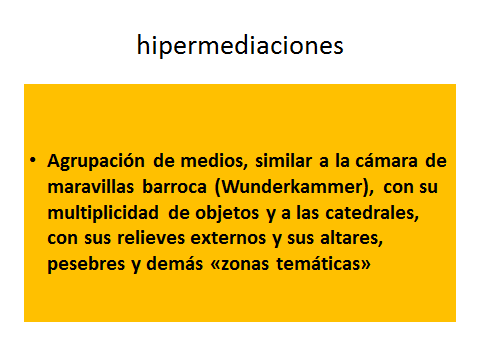 hipermediaciones
• Agrupación de medios, similar a la cámara de
maravillas barroca (Wunderkammer), con su
multiplicidad de objetos y a las catedrales,
con sus relieves externos y sus altares,
pesebres y demás «zonas temáticas»